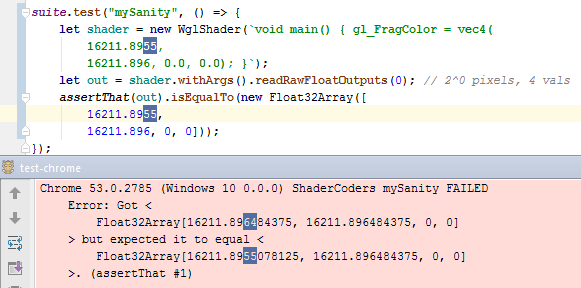 suite.test("mySanity", () => {
let shader = new WglShader(`void main() { gl_FragColor = vec4(
16211.8955,
16211.896, 0.0, 0.0); }`);
let out = shader.withArgs().readRawFloatOutputs(0); // 2^0 pixels, 4 vals
assertThat(out).isEqualTo(new Float32Array([
16211.8955,
16211.896, 0, 0]));
});
test-chrome
Chrome 53.0.2785 (Windows 10 0.0.0) ShaderCoders mySanity FAILED
Error: Got <
Float32Array[16211.896484375, 16211.896484375, 0, 0]
> but expected it to equal <
Float32Array[16211.8955078125, 16211.896484375, 0, 0]
>. (assertThat #1)